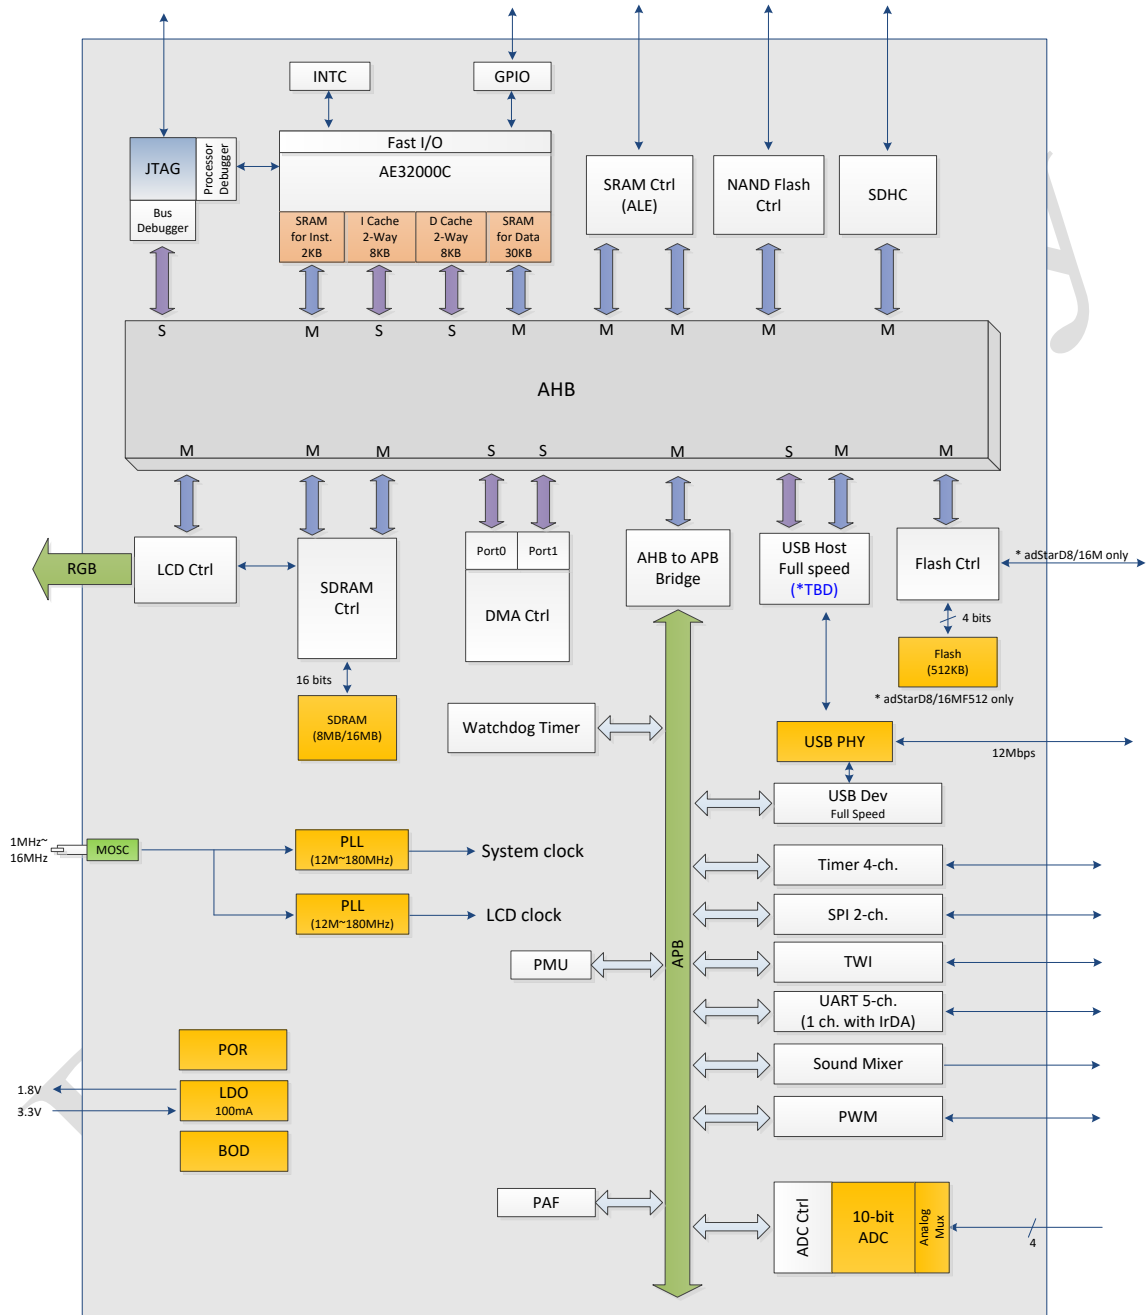 INTC
GPIO
Fast I/O
AE32000C
JTAG
Processor
Debugger
Bus
Debugger
SRAM
for Inst.
2KB
I Cache
2-Way
8KB
D Cache
2-Way
8KB
SRAM
for Data
30KB
SRAM Ctrl
(ALE)
NAND Flash
Ctrl
SDHC
S
M
S
S
M
M
M
M
M
AHB
M
M
M
S
S
M
S
M
M
RGB
LCD Ctrl
SDRAM
Ctrl
Port0
Port1
DMA Ctrl
AHB to APB
Bridge
USB Host
Full speed
(*TBD)
Flash Ctrl
* adStarD8/16M only
4 bits
Flash
(512KB)
* adStarD8/16MF512 only
16 bits
SDRAM
(8MB/16MB)
Watchdog Timer
USB PHY
12Mbps
USB Dev
Full Speed
1MHz~
16MHz
MOSC
PLL
(12M~180MHz)
System clock
PLL
(12M~180MHz)
LCD clock
Timer 4-ch.
SPI 2-ch.
APB
PMU
TWI
UART 5-ch.
(1 ch. with IrDA)
POR
Sound Mixer
1.8V
3.3V
LDO
100mA
PWM
BOD
PAF
ADC Ctrl
10-bit
ADC
Analog
Mux
4